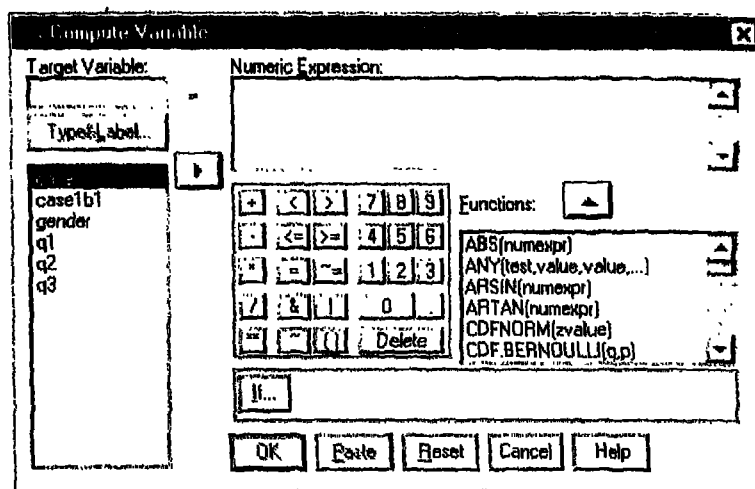 Compute Variable
Target Variable:
Numeric Expression:
=
Type&Label...
case1b1
gender
q1
q2
q3
+ < > 7 8 9
- <= >= 4 5 6
* = ~= 1 2 3
/ & | 0 .
** ~ () Delete
Functions:
ABS(numexpr)
ANY(test,value,value,...)
ARSIN(numexpr)
ARTAN(numexpr)
CDFNORM(zvalue)
CDF.BERNOULLI(q,p)
If...
OK Paste Reset Cancel Help